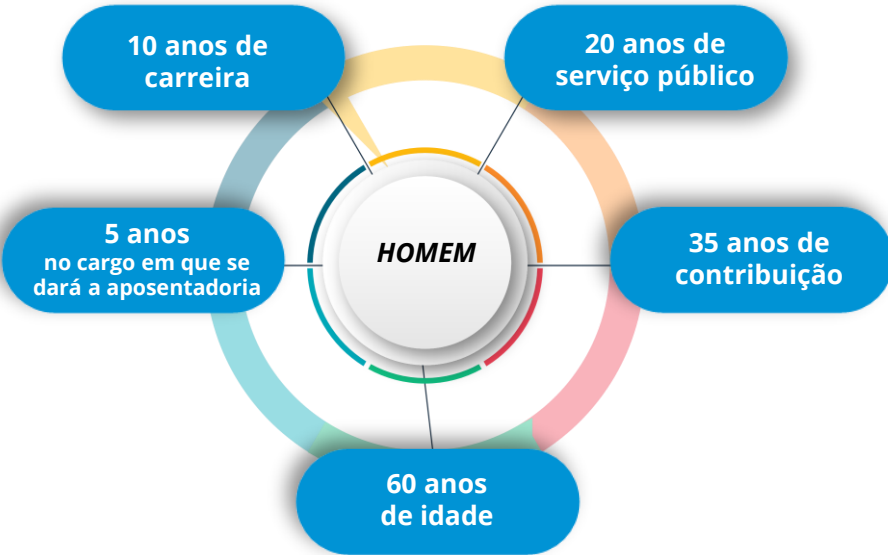 10 anos de
carreira
20 anos de
serviço público
5 anos
no cargo em que se
dará a aposentadoria
HOMEM
35 anos de
contribuição
60 anos
de idade